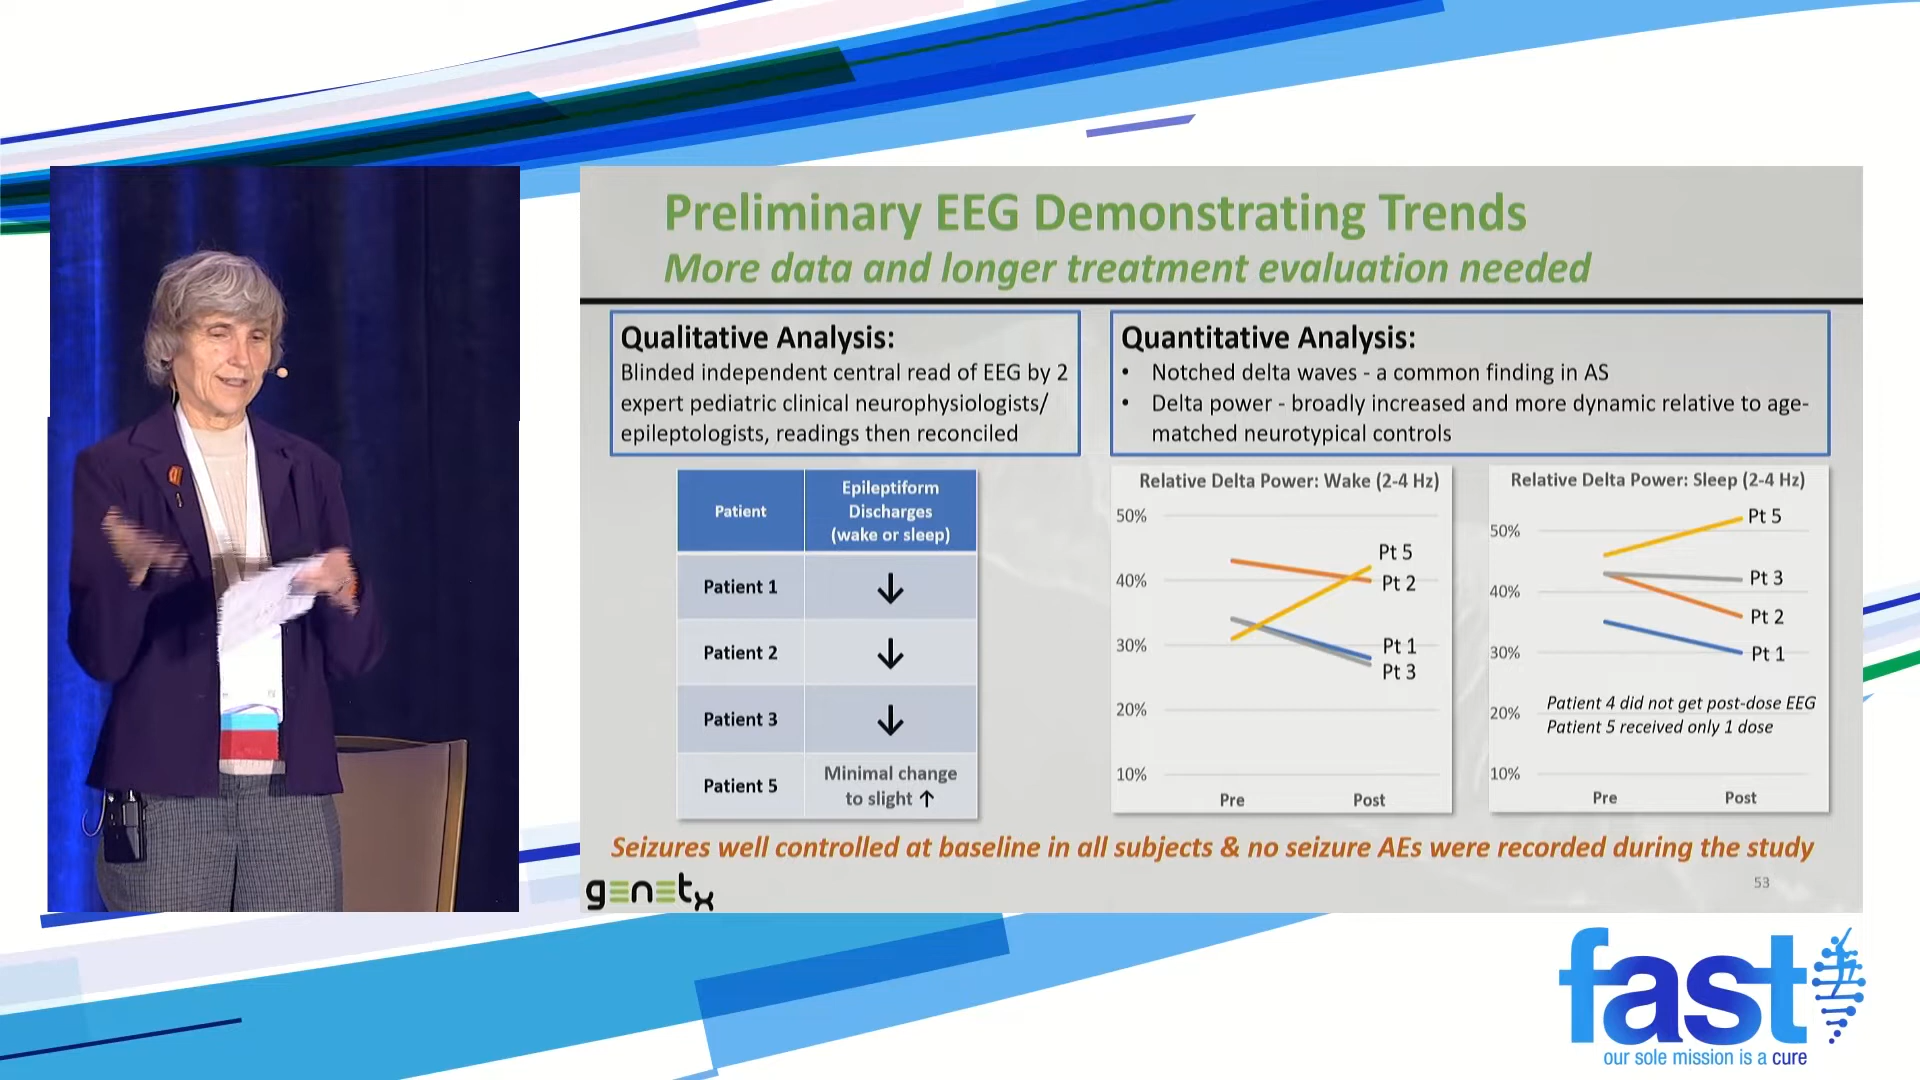 Preliminary EEG Demonstrating Trends
More data and longer treatment evaluation needed
Qualitative Analysis:
Blinded independent central read of EEG by 2
expert pediatric clinical neurophysiologists/
epileptologists, readings then reconciled
Quantitative Analysis:
• Notched delta waves - a common finding in AS
• Delta power - broadly increased and more dynamic relative to age-
matched neurotypical controls
Patient
Epileptiform
Discharges
(wake or sleep)
Patient 1 ↓
Patient 2 ↓
Patient 3 ↓
Patient 5
Minimal change
to slight ↑
Relative Delta Power: Wake (2-4 Hz)
50%
40%
30%
20%
10%
Pt 5
Pt 2
Pt 1
Pt 3
Pre Post
Relative Delta Power: Sleep (2-4 Hz)
50%
40%
30%
20%
10%
Pt 5
Pt 3
Pt 2
Pt 1
Patient 4 did not get post-dose EEG
Patient 5 received only 1 dose
Pre Post
Seizures well controlled at baseline in all subjects & no seizure AEs were recorded during the study
genetx
53
fast
our sole mission is a cure